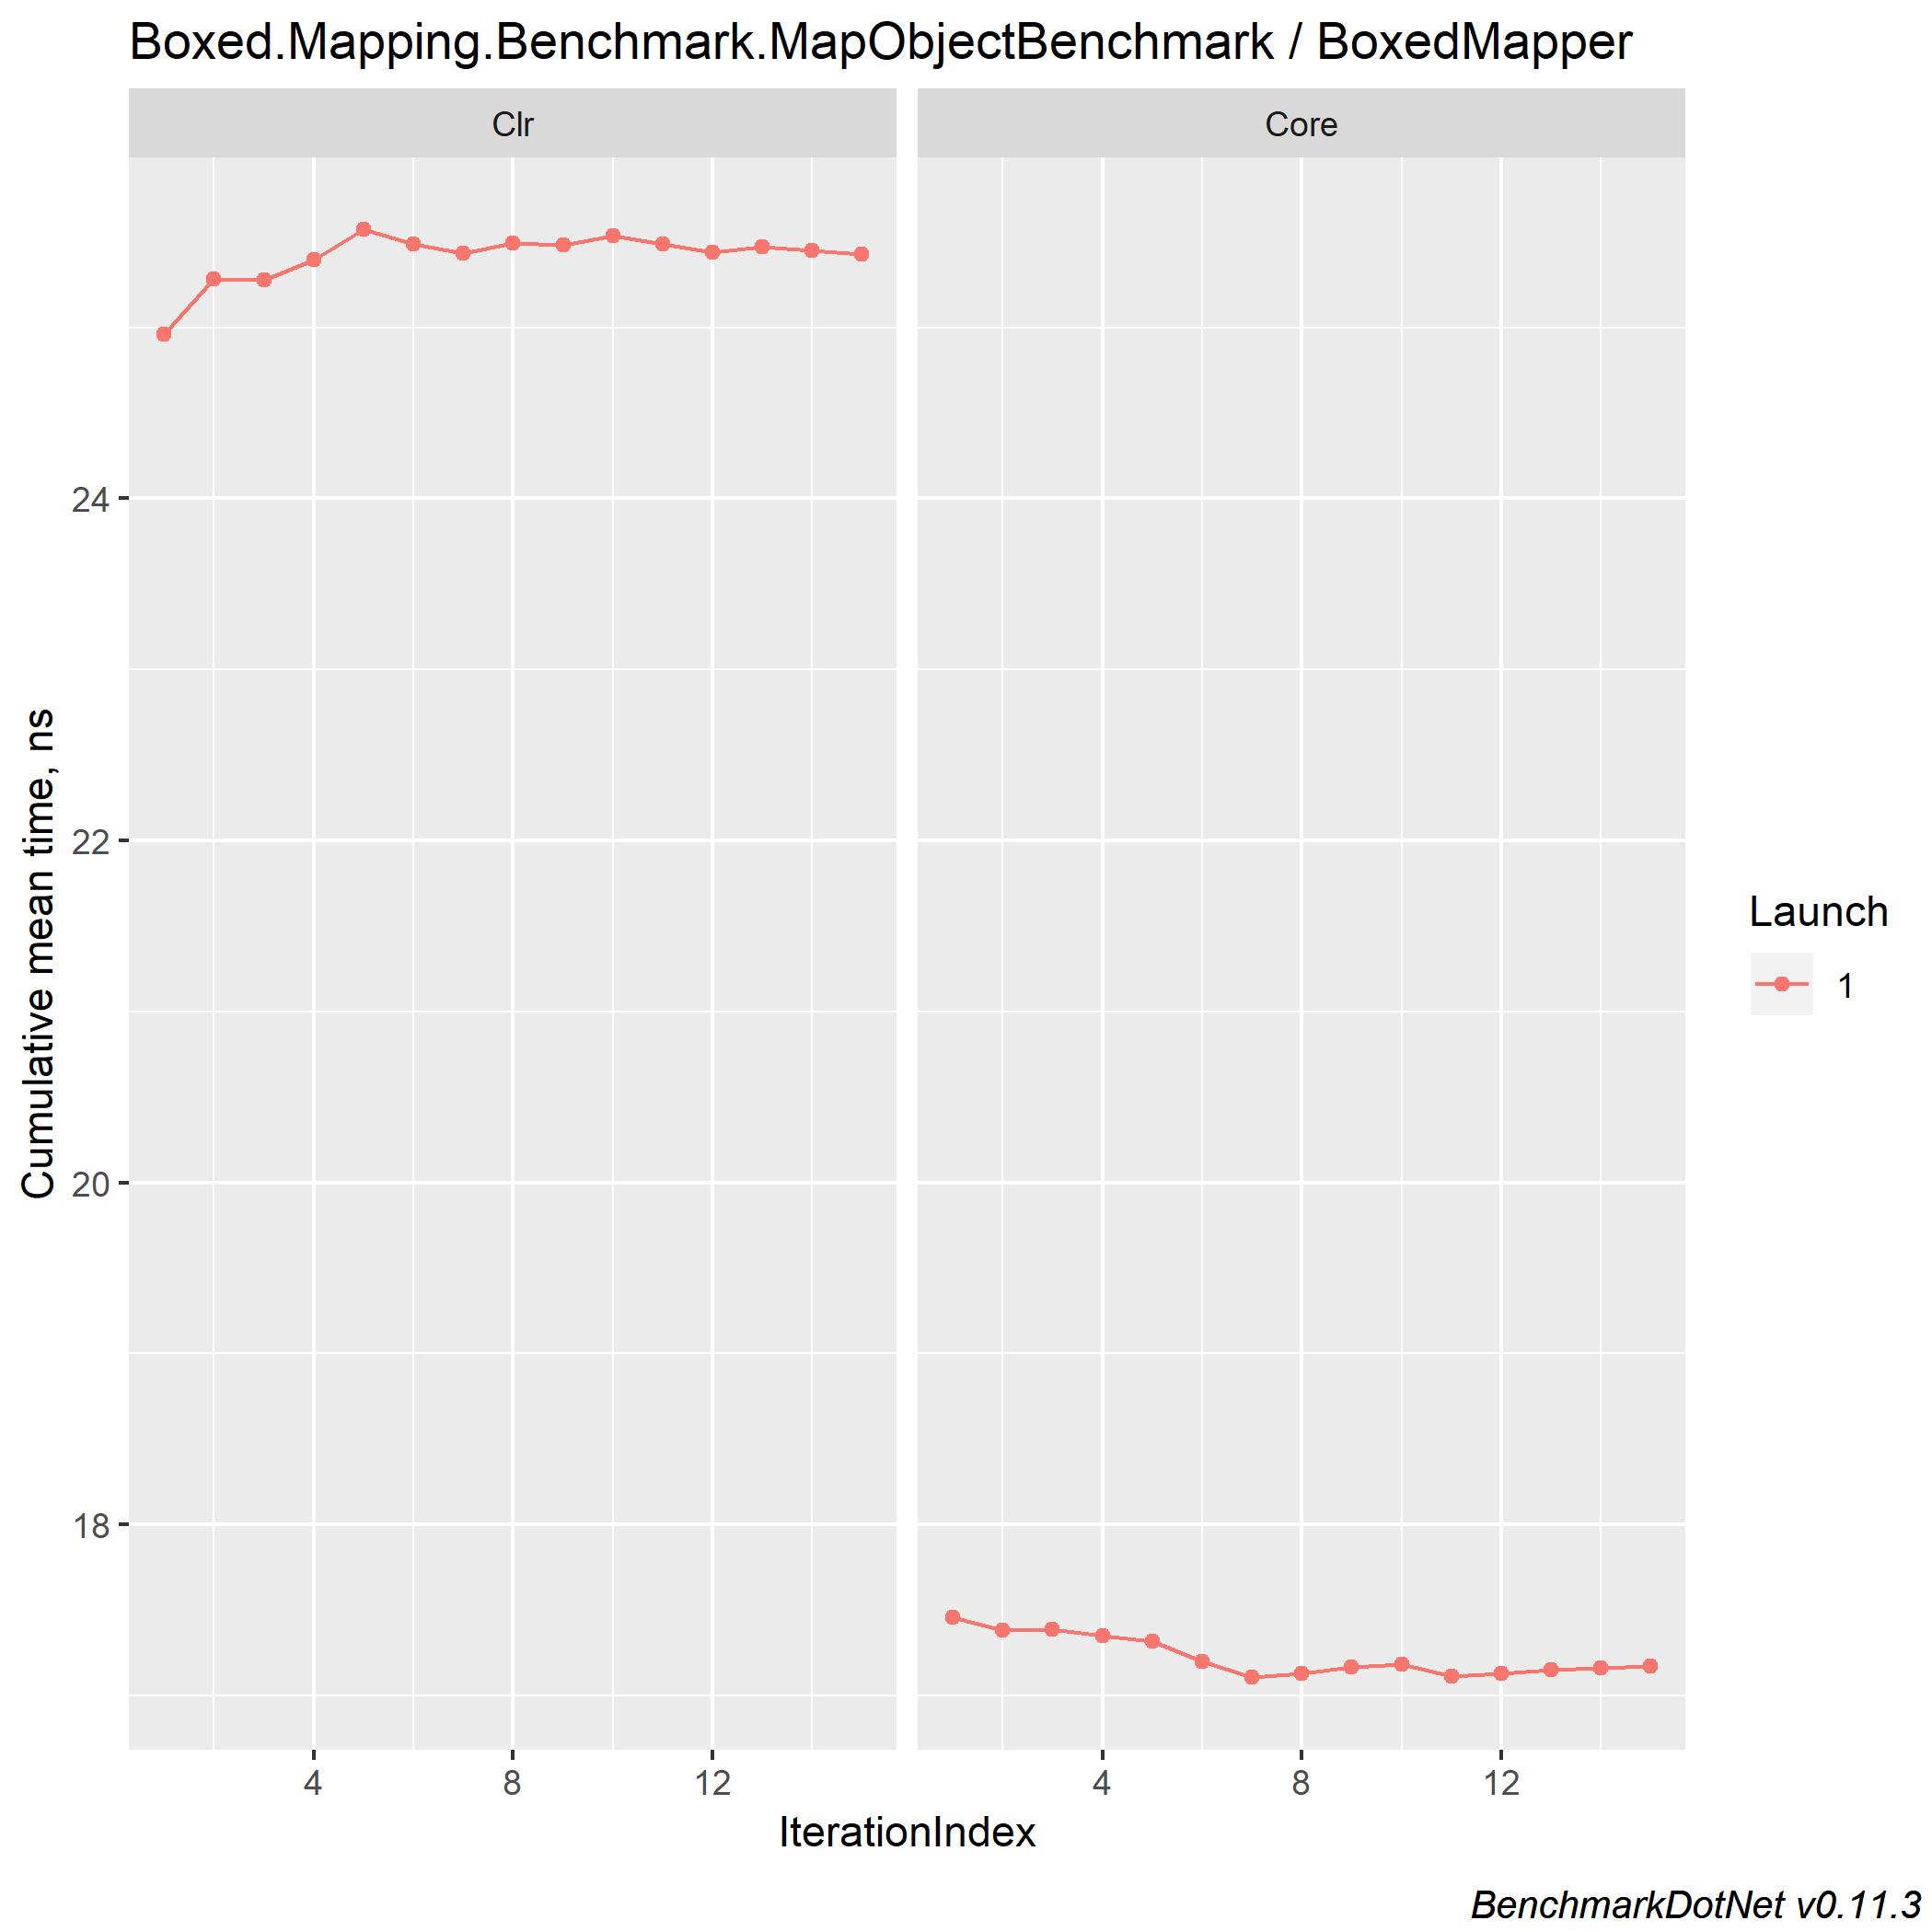 Boxed.Mapping.Benchmark.MapObjectBenchmark / BoxedMapper
Clr
Core
Cumulative mean time, ns
24
22
20
18
4
8
12
4
8
12
IterationIndex
Launch
1
BenchmarkDotNet v0.11.3